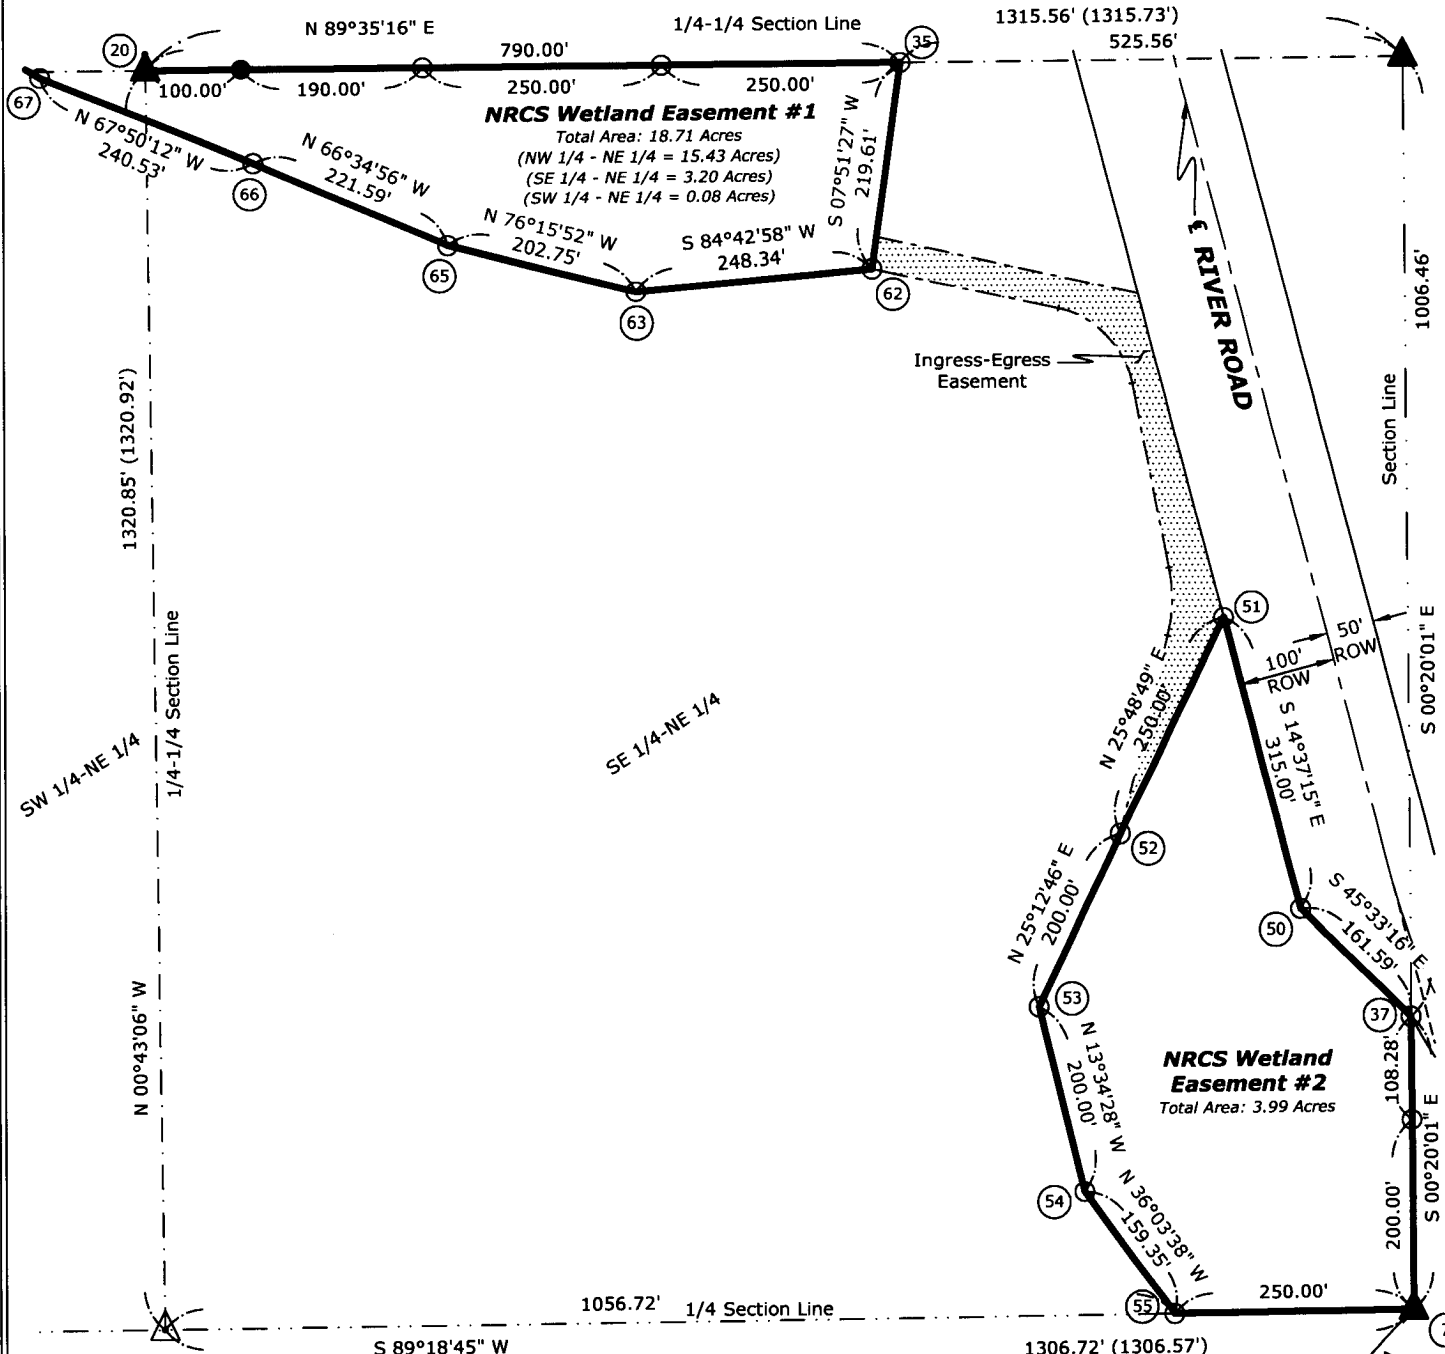 N 89°35'16" E
1/4-1/4 Section Line
1315.56' (1315.73')
20
790.00'
35
525.56'
67
100.00'
190.00'
250.00'
250.00'
NRCS Wetland Easement #1
Total Area: 18.71 Acres
(NW 1/4 - NE 1/4 = 15.43 Acres)
(SE 1/4 - NE 1/4 = 3.20 Acres)
(SW 1/4 - NE 1/4 = 0.08 Acres)
N 67°50'12" W
240.53'
66
N 66°34'56" W
221.59'
65
N 76°15'52" W
202.75'
63
S 84°42'58" W
248.34'
S 07°51'27" W
219.61'
62
℄ RIVER ROAD
1006.46'
Ingress-Egress
Easement
1320.85' (1320.92')
Section Line
51
50'
ROW
100'
ROW
S 00°20'01" E
1/4-1/4 Section Line
SW 1/4-NE 1/4
SE 1/4-NE 1/4
N 25°48'49" E
250.00'
S 14°37'15" E
315.00'
52
N 25°12'46" E
200.00'
50
S 45°33'16" E
161.59'
53
37
N 00°43'06" W
N 13°34'28" W
200.00'
NRCS Wetland
Easement #2
Total Area: 3.99 Acres
108.28'
S 00°20'01" E
54
N 36°03'38" W
159.35'
200.00'
1056.72'
1/4 Section Line
55
250.00'
S 89°18'45" W
1306.72' (1306.57')